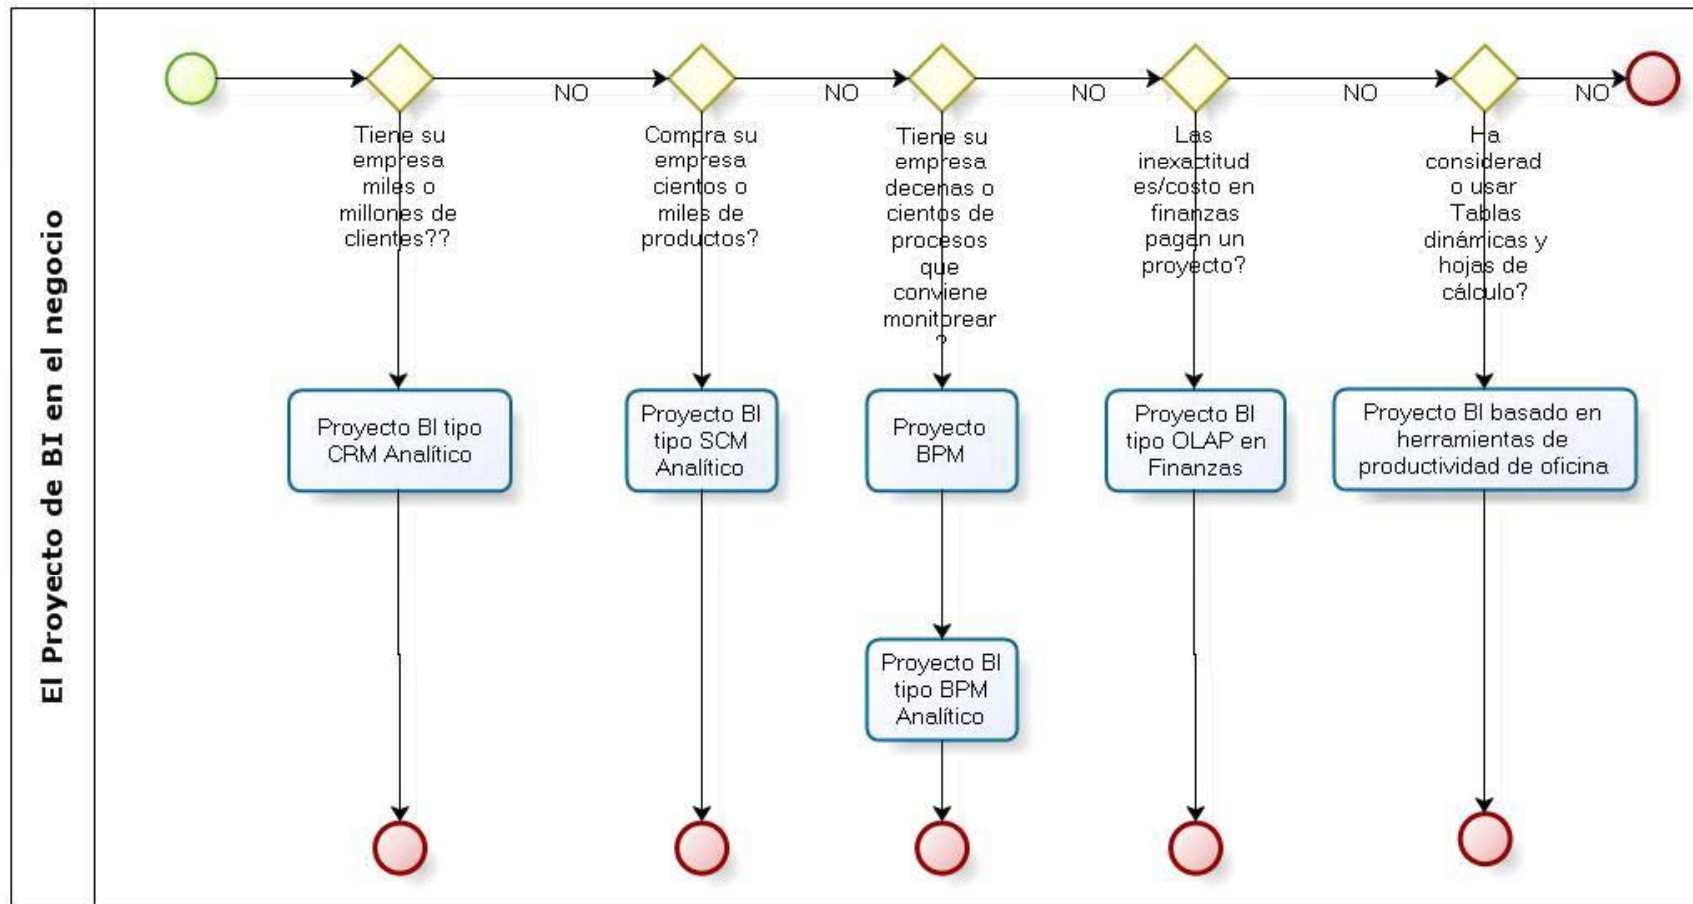 El Proyecto de BI en el negocio
NO
NO
NO
NO
NO
Tiene su
empresa
miles o
millones de
clientes??
Compra su
empresa
cientos o
miles de
productos?
Tiene su
empresa
decenas o
cientos de
procesos
que
conviene
monitorear
?
Las
inexactitud
es/costo en
finanzas
pagan un
proyecto?
Ha
considerad
o usar
Tablas
dinámicas y
hojas de
cálculo?
Proyecto BI tipo
CRM Analítico
Proyecto BI
tipo SCM
Analítico
Proyecto
BPM
Proyecto BI
tipo OLAP en
Finanzas
Proyecto BI basado en
herramientas de
productividad de oficina
Proyecto BI
tipo BPM
Analítico